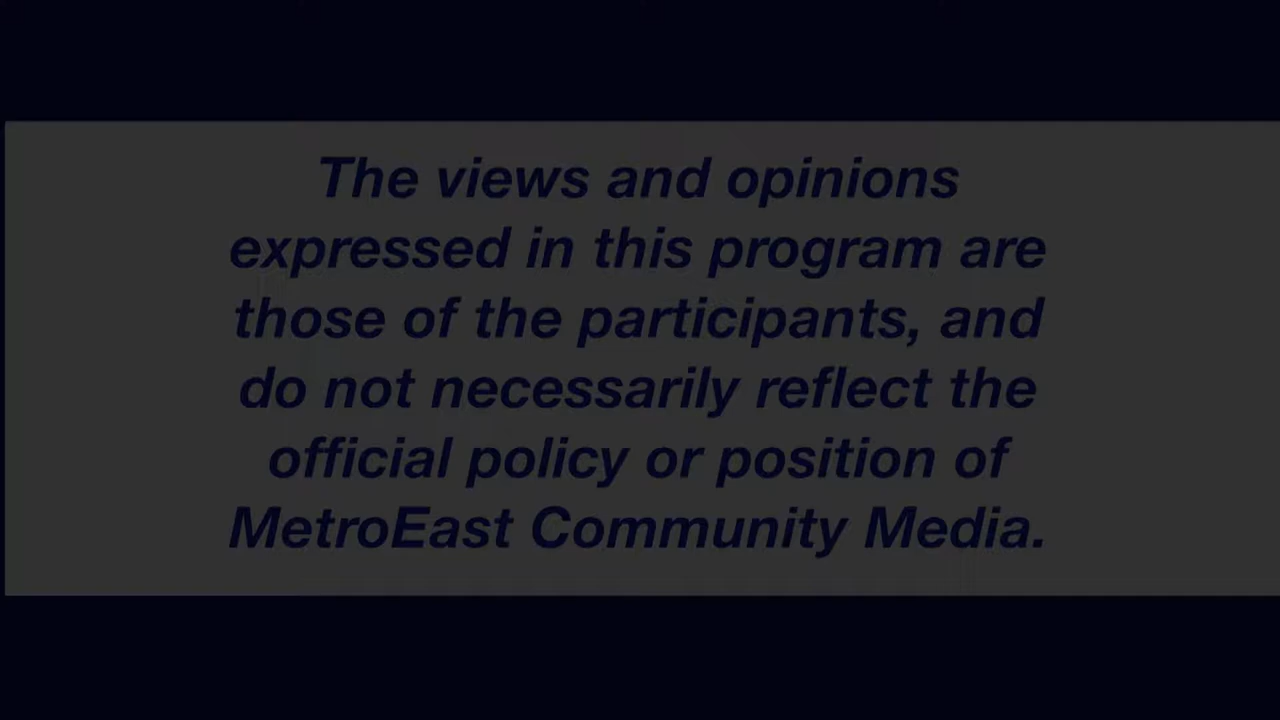 The views and opinions
expressed in this program are
those of the participants, and
do not necessarily reflect the
official policy or position of
MetroEast Community Media.